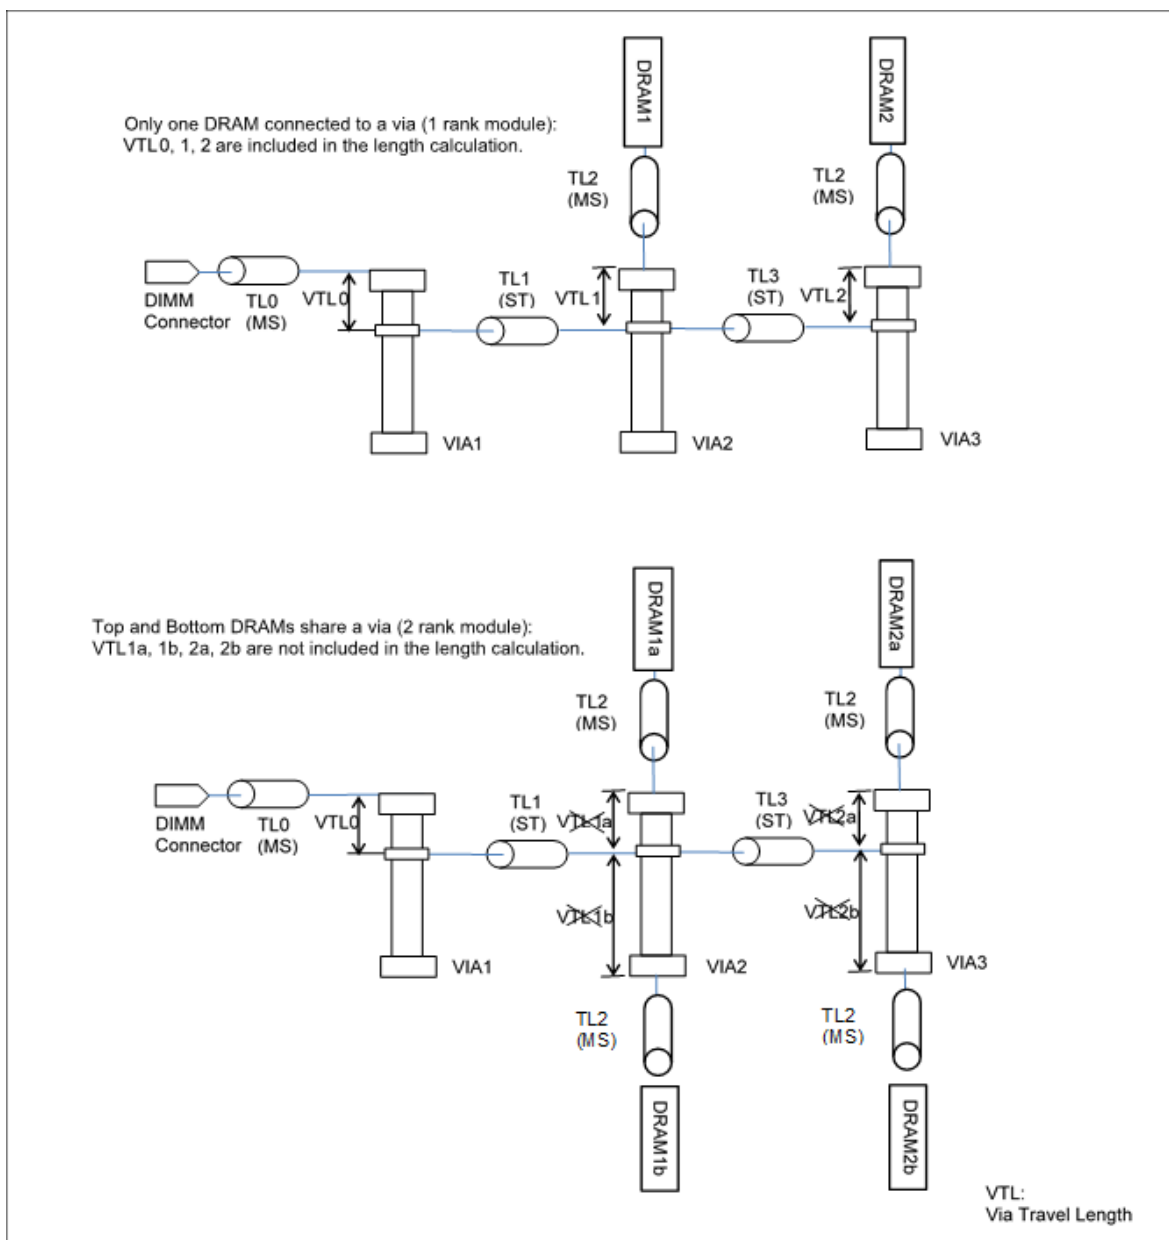 DRAM1
DRAM2
Only one DRAM connected to a via (1 rank module):
VTL0, 1, 2 are included in the length calculation.
TL2
(MS)
TL2
(MS)
DIMM
Connector
TL0
(MS)
VTL0
TL1
(ST)
VTL1
TL3
(ST)
VTL2
VIA1
VIA2
VIA3
DRAM1a
DRAM2a
Top and Bottom DRAMs share a via (2 rank module):
VTL1a, 1b, 2a, 2b are not included in the length calculation.
TL2
(MS)
TL2
(MS)
DIMM
Connector
TL0
(MS)
VTL0
TL1
(ST)
VTL1a
TL3
(ST)
VTL2a
VTL1b
VTL2b
VIA1
VIA2
VIA3
TL2
(MS)
TL2
(MS)
DRAM1b
DRAM2b
VTL:
Via Travel Length